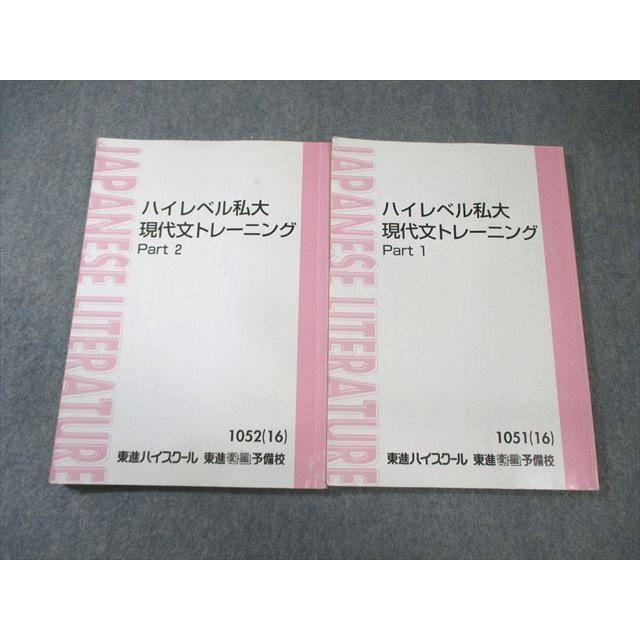 JAPANESE LITERATURE
ハイレベル私大
現代文トレーニング
Part 2
1052(16)
東進ハイスクール 東進衛星予備校
JAPANESE LITERATURE
ハイレベル私大
現代文トレーニング
Part 1
1051(16)
東進ハイスクール 東進衛星予備校